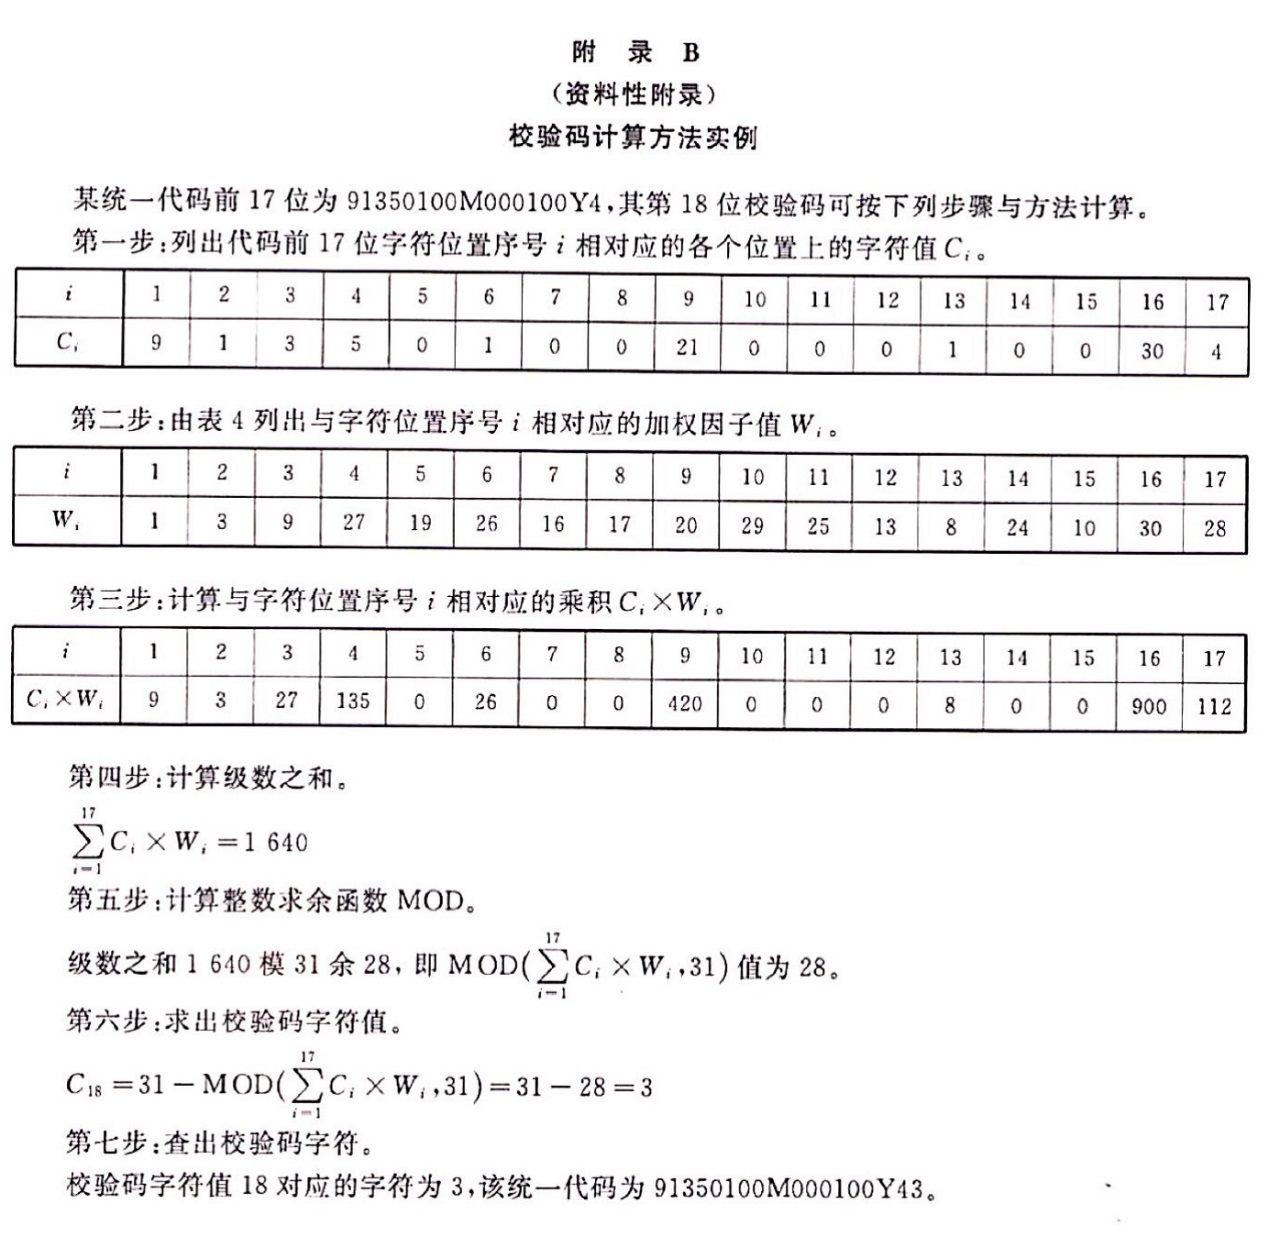 附 录 B
(资料性附录)
校验码计算方法实例
某统一代码前 17 位为 91350100M000100Y4,其第 18 位校验码可按下列步骤与方法计算。
第一步:列出代码前 17 位字符位置序号 i 相对应的各个位置上的字符值 Cᵢ。
i 1 2 3 4 5 6 7 8 9 10 11 12 13 14 15 16 17
Cᵢ 9 1 3 5 0 1 0 0 21 0 0 0 1 0 0 30 4
第二步:由表 4 列出与字符位置序号 i 相对应的加权因子值 Wᵢ。
i 1 2 3 4 5 6 7 8 9 10 11 12 13 14 15 16 17
Wᵢ 1 3 9 27 19 26 16 17 20 29 25 13 8 24 10 30 28
第三步:计算与字符位置序号 i 相对应的乘积 Cᵢ×Wᵢ。
i 1 2 3 4 5 6 7 8 9 10 11 12 13 14 15 16 17
Cᵢ×Wᵢ 9 3 27 135 0 26 0 0 420 0 0 0 8 0 0 900 112
第四步:计算级数之和。
17
∑Cᵢ×Wᵢ=1 640
i=1
第五步:计算整数求余函数 MOD。
17
级数之和 1 640 模 31 余 28, 即 MOD(∑Cᵢ×Wᵢ,31) 值为 28。
i=1
第六步:求出校验码字符值。
17
C₁₈=31-MOD(∑Cᵢ×Wᵢ,31)=31-28=3
i=1
第七步:查出校验码字符。
校验码字符值 18 对应的字符为 3,该统一代码为 91350100M000100Y43。